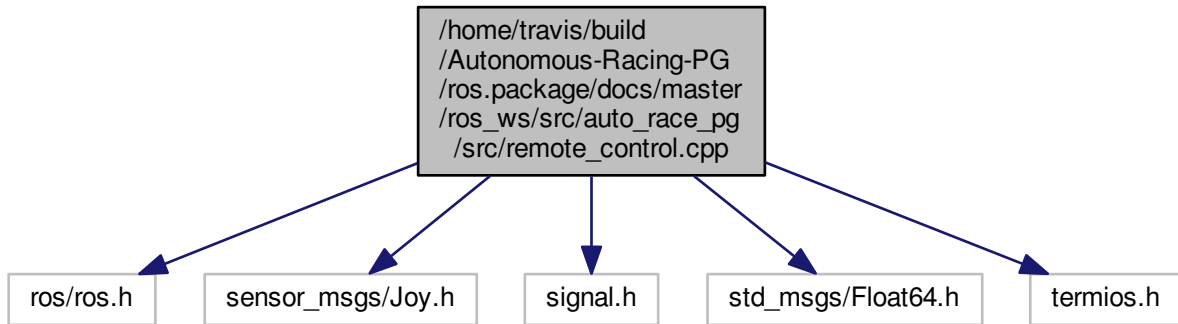 /home/travis/build
/Autonomous-Racing-PG
/ros.package/docs/master
/ros_ws/src/auto_race_pg
/src/remote_control.cpp
ros/ros.h
sensor_msgs/Joy.h
signal.h
std_msgs/Float64.h
termios.h